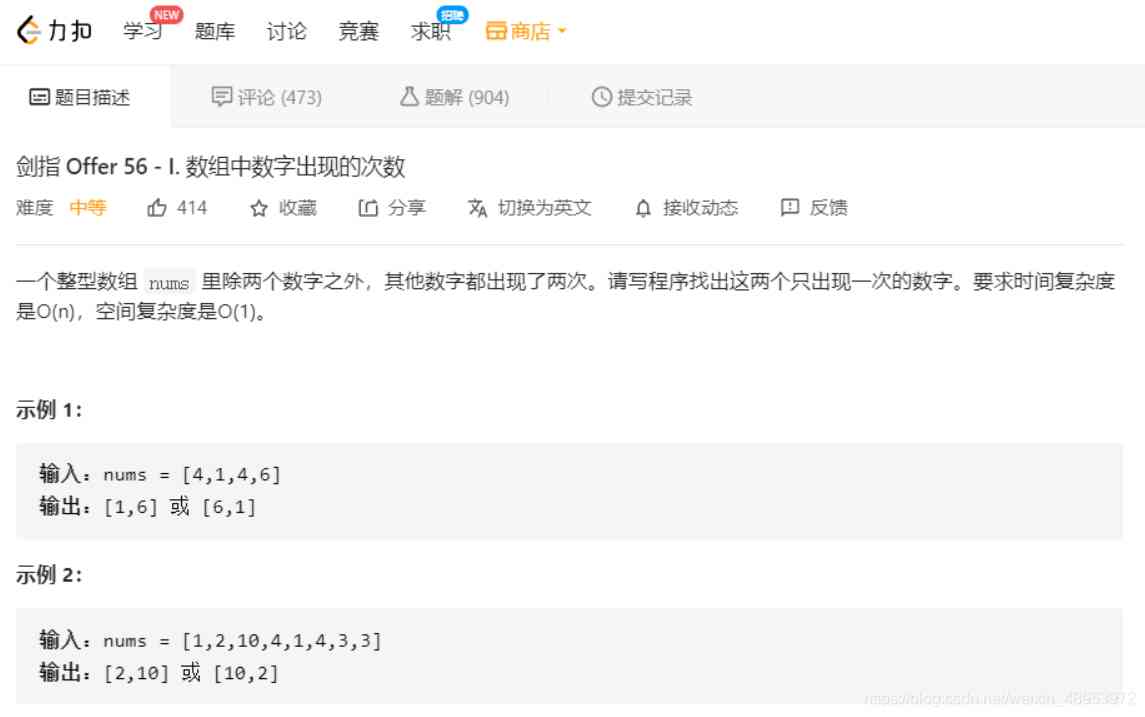 力扣 学习 NEW 题库 讨论 竞赛 求职 招聘 商店
题目描述 评论 (473) 题解 (904) 提交记录
剑指 Offer 56 - I. 数组中数字出现的次数
难度 中等 414 收藏 分享 切换为英文 接收动态 反馈
一个整型数组 nums 里除两个数字之外，其他数字都出现了两次。请写程序找出这两个只出现一次的数字。要求时间复杂度
是O(n)，空间复杂度是O(1)。
示例 1：
输入：nums = [4,1,4,6]
输出：[1,6] 或 [6,1]
示例 2：
输入：nums = [1,2,10,4,1,4,3,3]
输出：[2,10] 或 [10,2]
https://blog.csdn.net/weixin_48953972